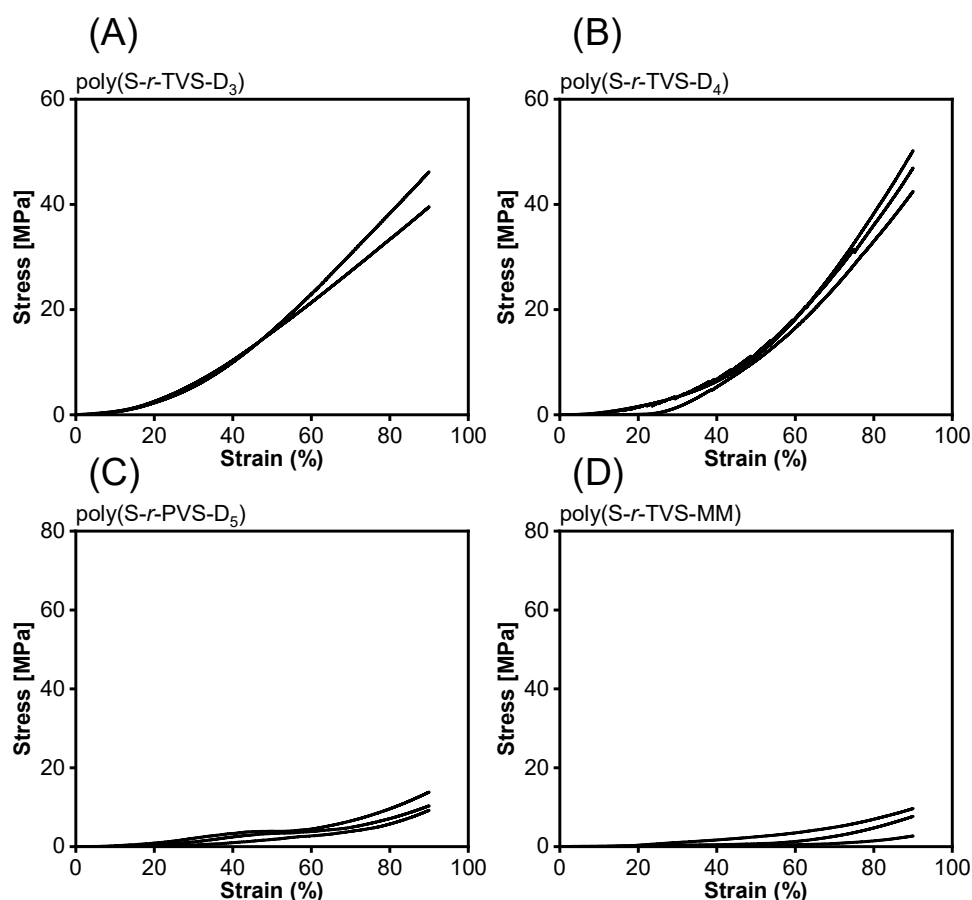 (A)
poly(S-r-TVS-D₃)
60
40
20
0
Stress [MPa]
0 20 40 60 80 100
Strain (%)
(B)
poly(S-r-TVS-D₄)
60
40
20
0
Stress [MPa]
0 20 40 60 80 100
Strain (%)
(C)
poly(S-r-PVS-D₅)
80
60
40
20
0
Stress [MPa]
0 20 40 60 80 100
Strain (%)
(D)
poly(S-r-TVS-MM)
80
60
40
20
0
Stress [MPa]
0 20 40 60 80 100
Strain (%)